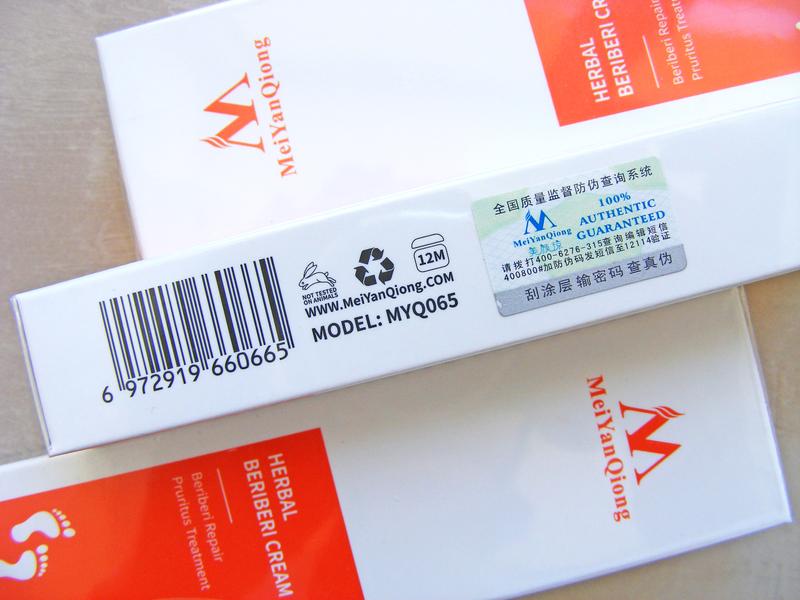 MeiYanQiong
HERBAL
BERIBERI CR
Beriberi Repair
Pruritus Treat
6 972919 660665
NOT TESTED
ON ANIMALS
12M
WWW.MeiYanQiong.COM
MODEL: MYQ065
全国质量监督防伪查询系统
MeiYanQiong
100%
AUTHENTIC
GUARANTEED
请拨打400-6276-315查询编辑短信
400800#加防伪码发短信至12114验证
刮涂层 输密码 查真伪
HERBAL
BERIBERI CREAM
Beriberi Repair
Pruritus Treatment
MeiYanQiong